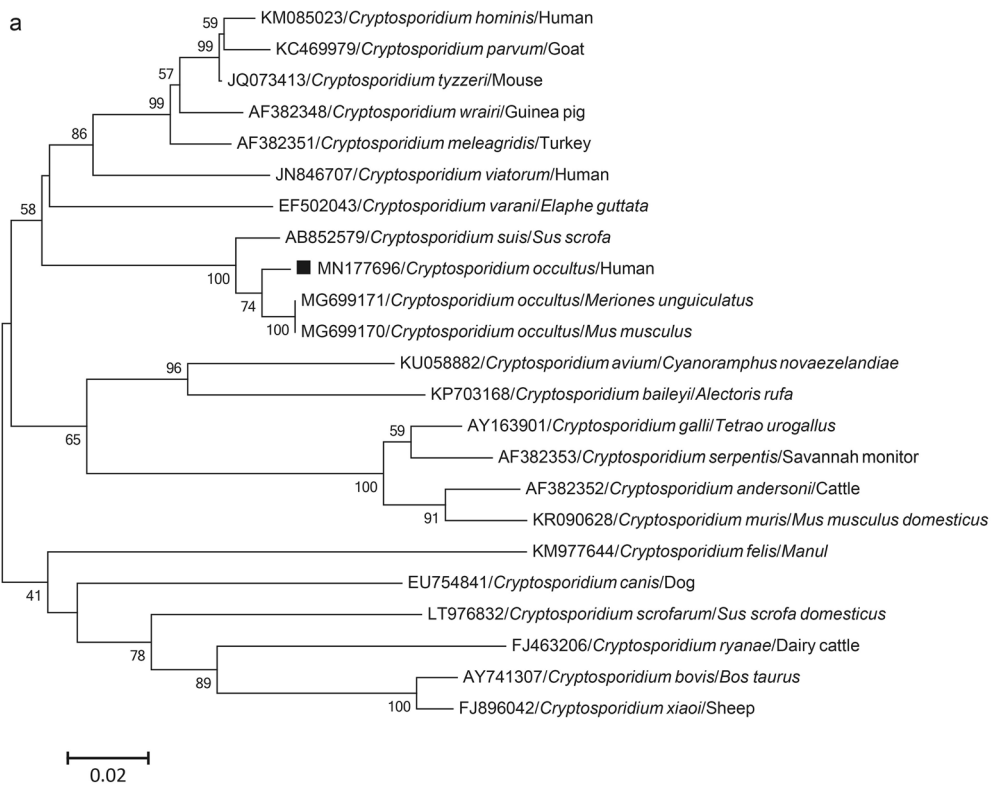 a
KM085023/Cryptosporidium hominis/Human
59
KC469979/Cryptosporidium parvum/Goat
99
JQ073413/Cryptosporidium tyzzeri/Mouse
57
AF382348/Cryptosporidium wrairi/Guinea pig
99
AF382351/Cryptosporidium meleagridis/Turkey
86
JN846707/Cryptosporidium viatorum/Human
EF502043/Cryptosporidium varani/Elaphe guttata
58
AB852579/Cryptosporidium suis/Sus scrofa
100
MN177696/Cryptosporidium occultus/Human
74
MG699171/Cryptosporidium occultus/Meriones unguiculatus
100
MG699170/Cryptosporidium occultus/Mus musculus
KU058882/Cryptosporidium avium/Cyanoramphus novaezelandiae
96
KP703168/Cryptosporidium baileyi/Alectoris rufa
65
AY163901/Cryptosporidium galli/Tetrao urogallus
59
AF382353/Cryptosporidium serpentis/Savannah monitor
100
AF382352/Cryptosporidium andersoni/Cattle
91
KR090628/Cryptosporidium muris/Mus musculus domesticus
KM977644/Cryptosporidium felis/Manul
41
EU754841/Cryptosporidium canis/Dog
LT976832/Cryptosporidium scrofarum/Sus scrofa domesticus
78
FJ463206/Cryptosporidium ryanae/Dairy cattle
89
AY741307/Cryptosporidium bovis/Bos taurus
100
FJ896042/Cryptosporidium xiaoi/Sheep
0.02